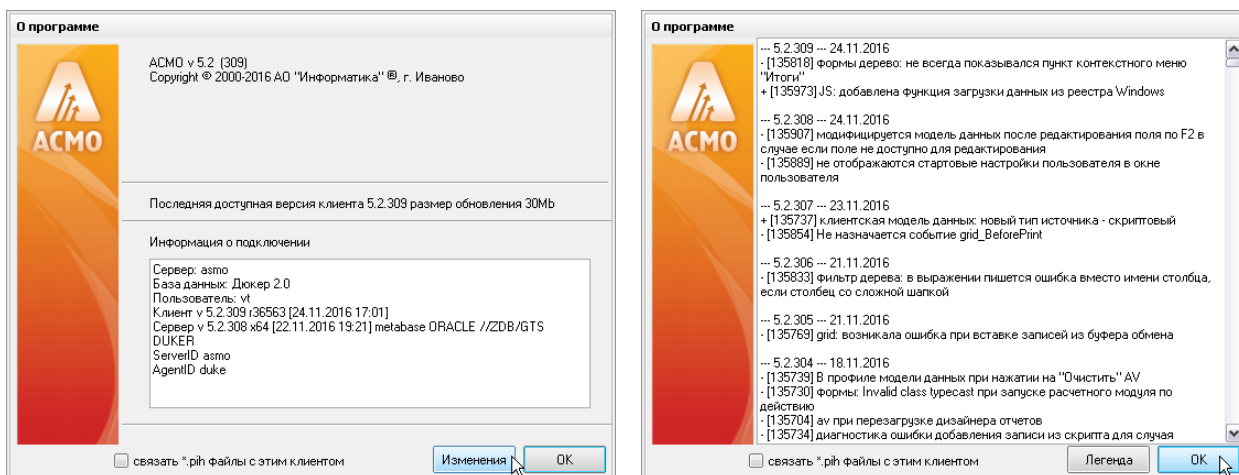 О программе
АСМО
АСМО v 5.2 (309)
Copyright © 2000-2016 АО "Информатика" ®, г. Иваново
Последняя доступная версия клиента 5.2.309 размер обновления 30Mb
Информация о подключении
Сервер: asmo
База данных: Дюкер 2.0
Пользователь: vt
Клиент v 5.2.309 r36563 [24.11.2016 17:01]
Сервер v 5.2.308 x64 [22.11.2016 19:21] metabase ORACLE //ZDB/GTS
DUKER
ServerID asmo
AgentID duke
связать *.pih файлы с этим клиентом
Изменения
OK
О программе
АСМО
--- 5.2.309 --- 24.11.2016
- [135818] формы дерево: не всегда показывался пункт контекстного меню
"Итоги"
+ [135973] JS: добавлена функция загрузки данных из реестра Windows
--- 5.2.308 --- 24.11.2016
- [135907] модифицируется модель данных после редактирования поля по F2 в
случае если поле не доступно для редактирования
- [135889] не отображаются стартовые настройки пользователя в окне
пользователя
--- 5.2.307 --- 23.11.2016
+ [135737] клиентская модель данных: новый тип источника - скриптовый
- [135854] Не назначается событие grid_BeforePrint
--- 5.2.306 --- 21.11.2016
- [135833] фильтр дерева: в выражении пишется ошибка вместо имени столбца,
если столбец со сложной шапкой
--- 5.2.305 --- 21.11.2016
- [135769] grid: возникала ошибка при вставке записей из буфера обмена
--- 5.2.304 --- 18.11.2016
- [135739] В профиле модели данных при нажатии на "Очистить" AV
- [135730] формы: Invalid class typecast при запуске расчетного модуля по
действию
- [135704] av при перезагрузке дизайнера отчетов
- [135734] диагностика ошибки добавления записи из скрипта для случая
связать *.pih файлы с этим клиентом
Легенда
OK